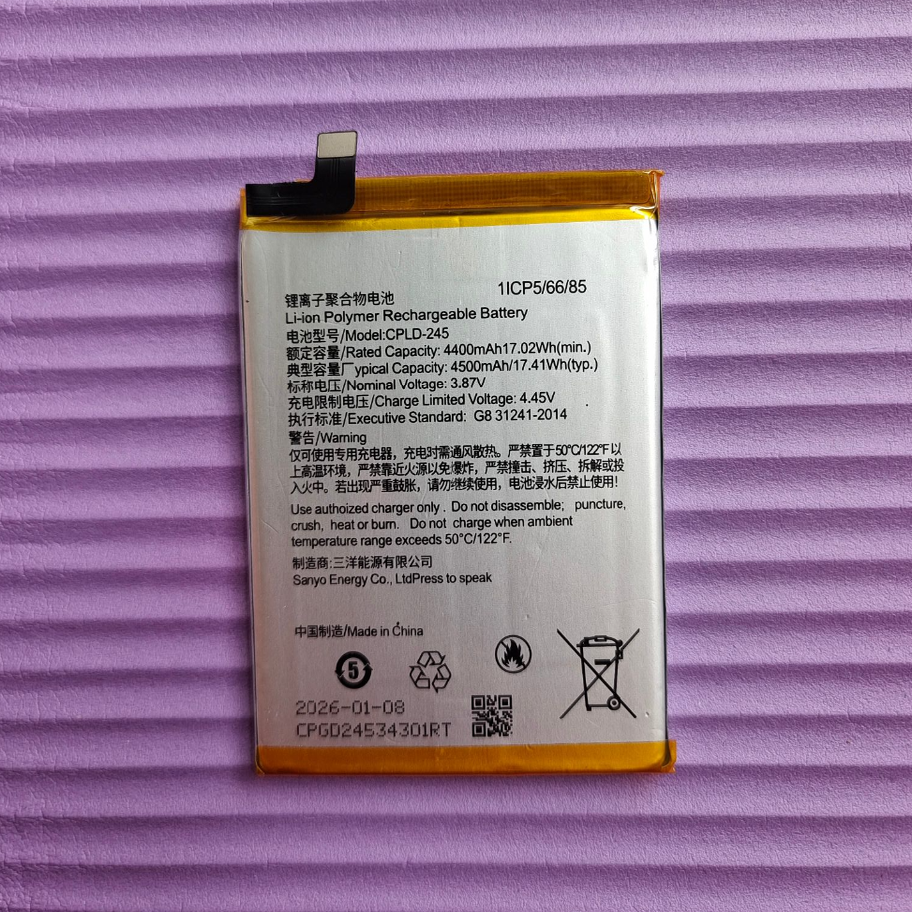 1ICP5/66/85
锂离子聚合物电池
Li-ion Polymer Rechargeable Battery
电池型号/Model:CPLD-245
额定容量/Rated Capacity: 4400mAh17.02Wh(min.)
典型容量厂ypical Capacity: 4500mAh/17.41Wh(typ.)
标称电压/Nominal Voltage: 3.87V
充电限制电压/Charge Limited Voltage: 4.45V
执行标准/Executive Standard: G8 31241-2014
警告/Warning
仅可使用专用充电器，充电时需通风散热。严禁置于50°C/122°F以
上高温环境，严禁靠近火源以免爆炸，严禁撞击、挤压、拆解或投
入火中。若出现严重鼓胀，请勿继续使用，电池浸水后禁止使用！
Use authoized charger only . Do not disassemble; puncture,
crush, heat or burn. Do not charge when ambient
temperature range exceeds 50°C/122°F.
制造商:三洋能源有限公司
Sanyo Energy Co., LtdPress to speak
中国制造/Made in China
5
2026-01-08
CPGD24534301RT